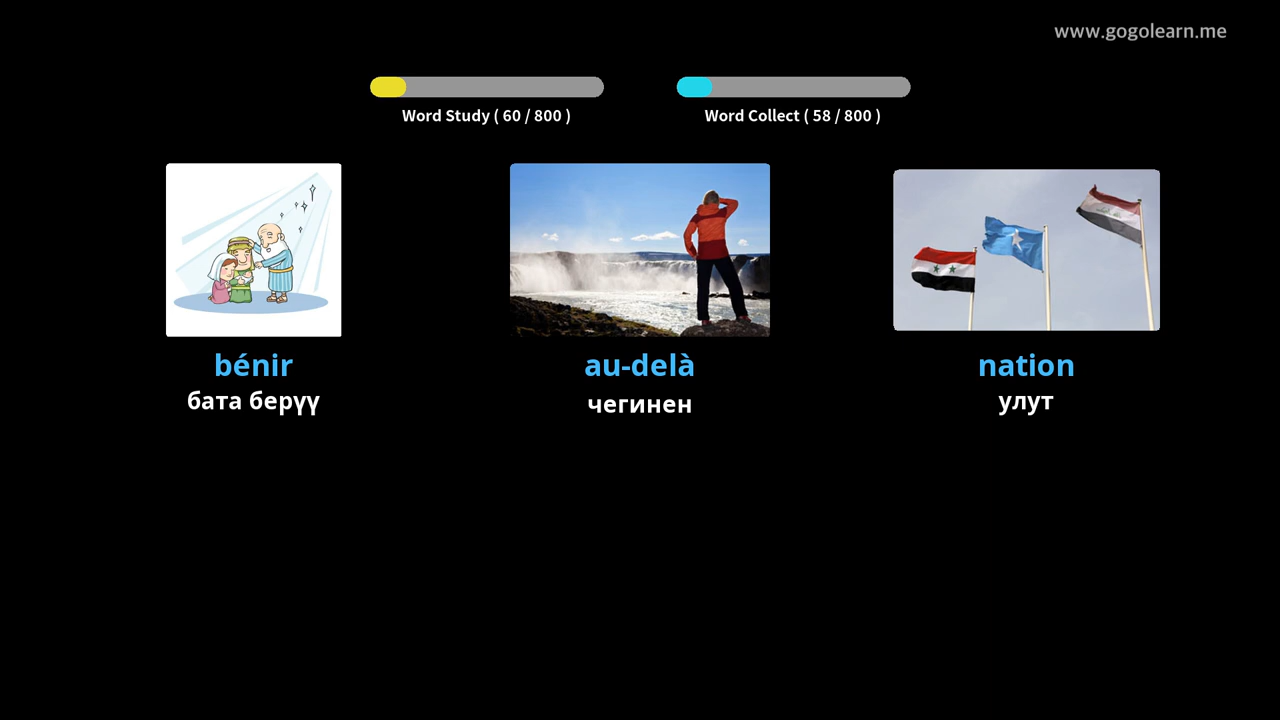 www.gogolearn.me
Word Study ( 60 / 800 )
Word Collect ( 58 / 800 )
bénir
au-delà
nation
бата берүү
чегинен
улут